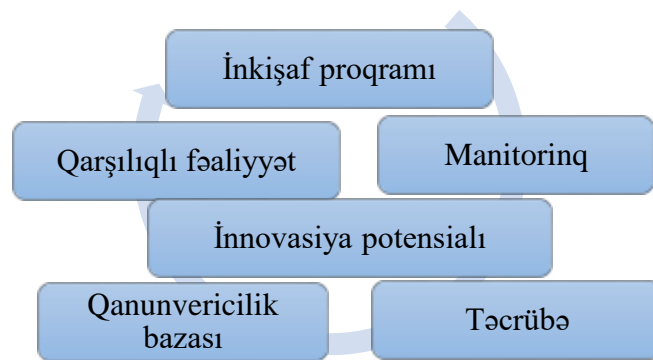 İnkişaf proqramı
Qarşılıqlı fəaliyyət
Manitorinq
İnnovasiya potensialı
Qanunvericilik
bazası
Təcrübə